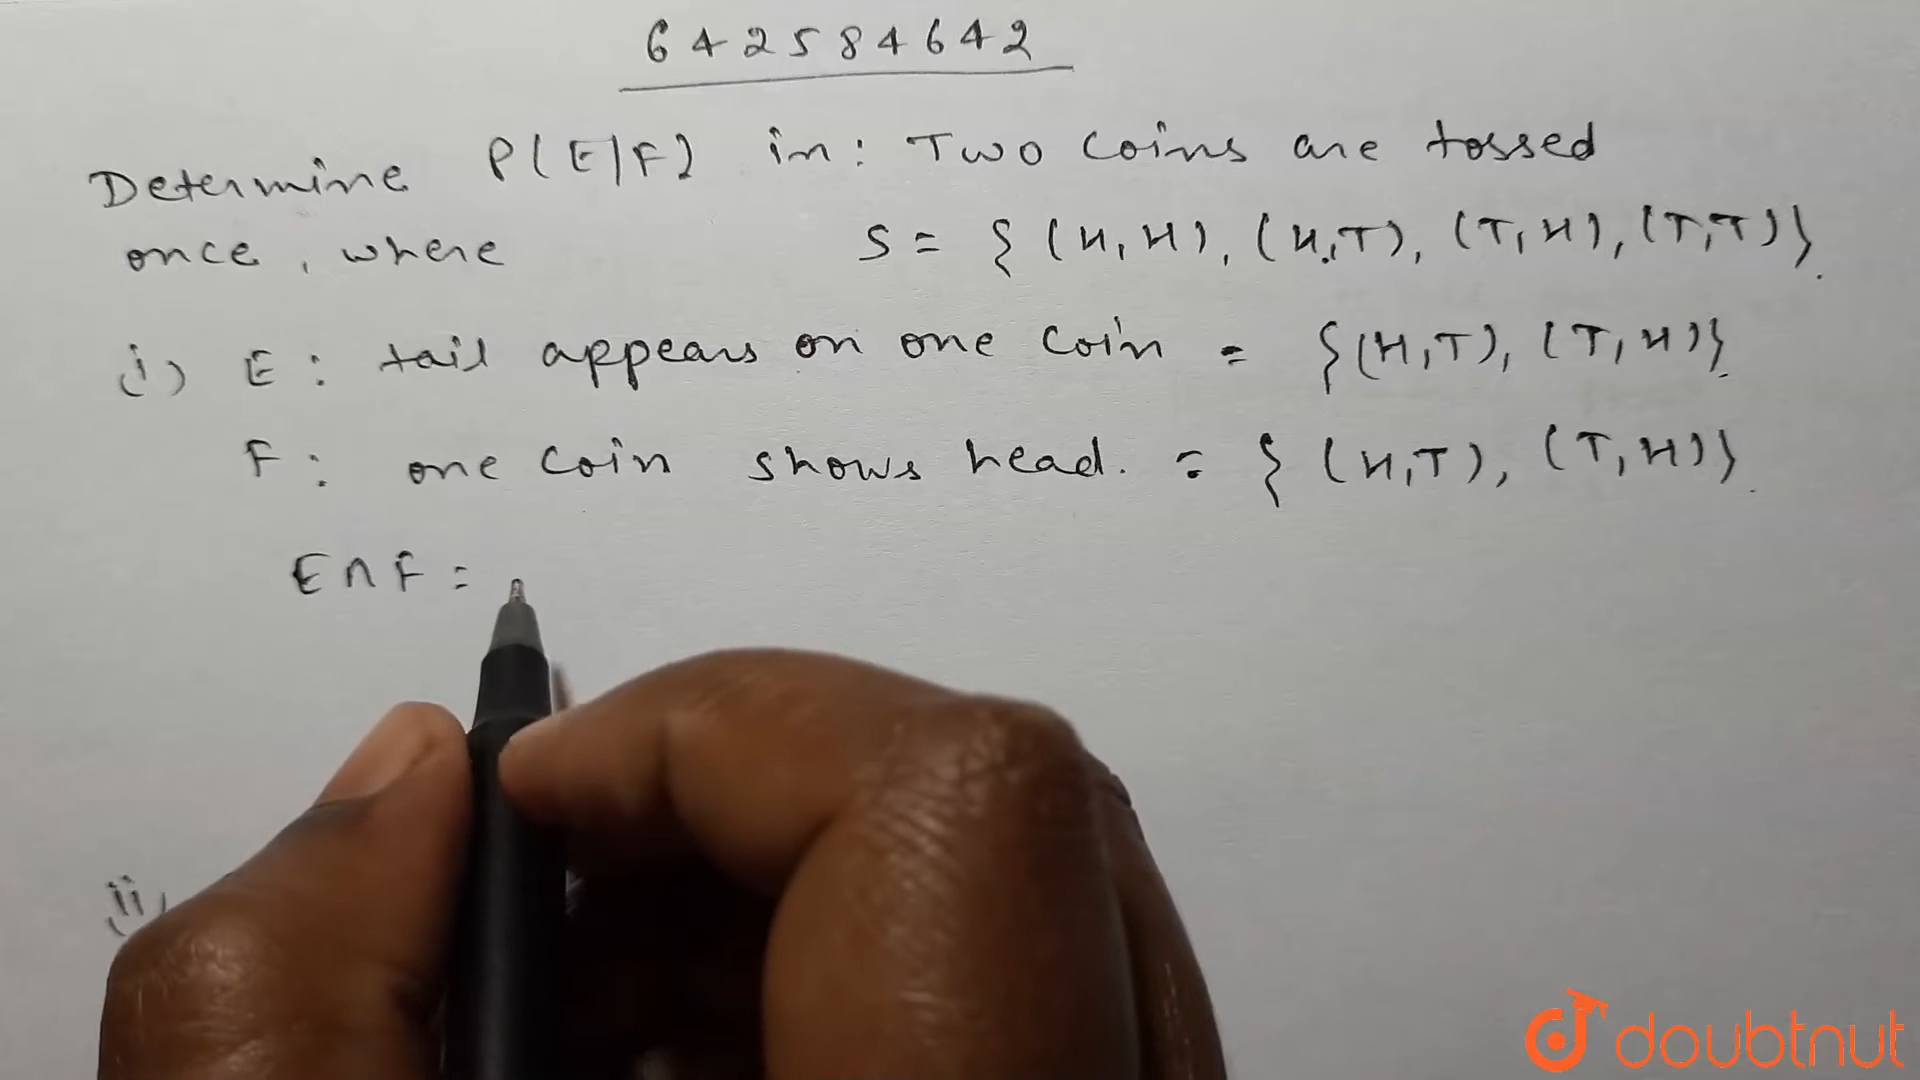 642584642
Determine P(E|F) in: Two coins are tossed
once, where S = { (H,H), (H,T), (T,H), (T,T)}
(i) E: tail appears on one coin = {(H,T), (T,H)}
F: one coin shows head. = { (H,T), (T,H)}
E∩F =
(ii)
doubtnut